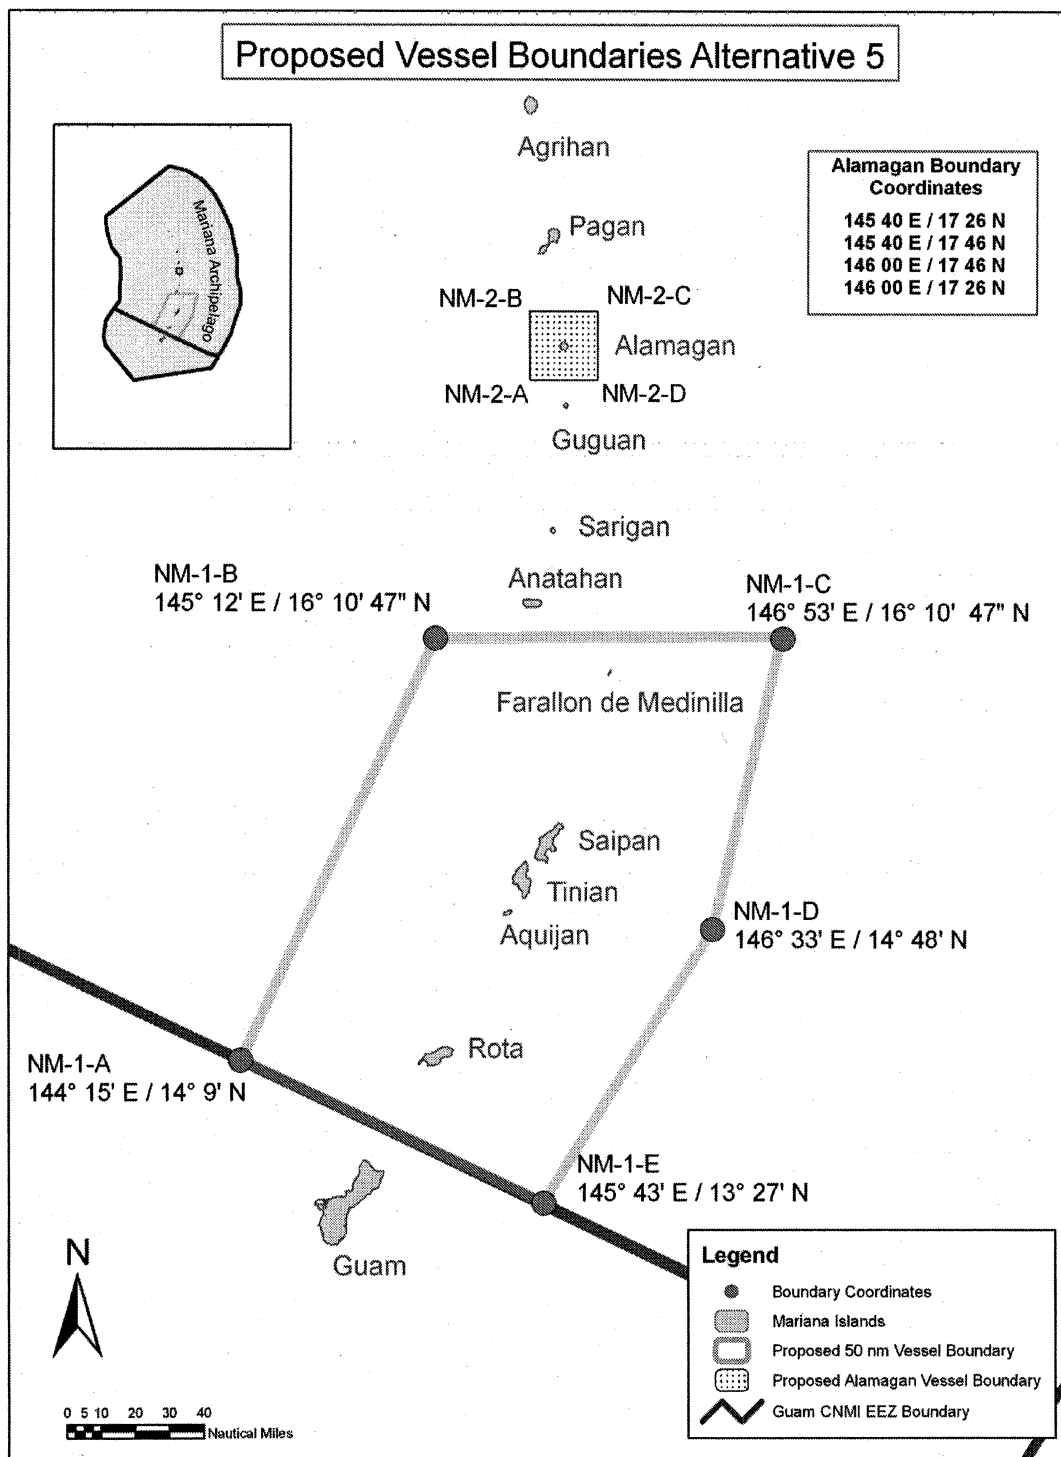 Proposed Vessel Boundaries Alternative 5
Agrihan
Mariana Archipelago
Alamagan Boundary
Coordinates
145 40 E / 17 26 N
145 40 E / 17 46 N
146 00 E / 17 46 N
146 00 E / 17 26 N
Pagan
NM-2-B
NM-2-C
Alamagan
NM-2-A
NM-2-D
Guguan
Sarigan
Anatahan
NM-1-B
145° 12' E / 16° 10' 47" N
NM-1-C
146° 53' E / 16° 10' 47" N
Farallon de Medinilla
Saipan
Tinian
Aquijan
NM-1-D
146° 33' E / 14° 48' N
Rota
NM-1-A
144° 15' E / 14° 9' N
NM-1-E
145° 43' E / 13° 27' N
Guam
N
0 5 10 20 30 40
Nautical Miles
Legend
Boundary Coordinates
Mariana Islands
Proposed 50 nm Vessel Boundary
Proposed Alamagan Vessel Boundary
Guam CNMI EEZ Boundary